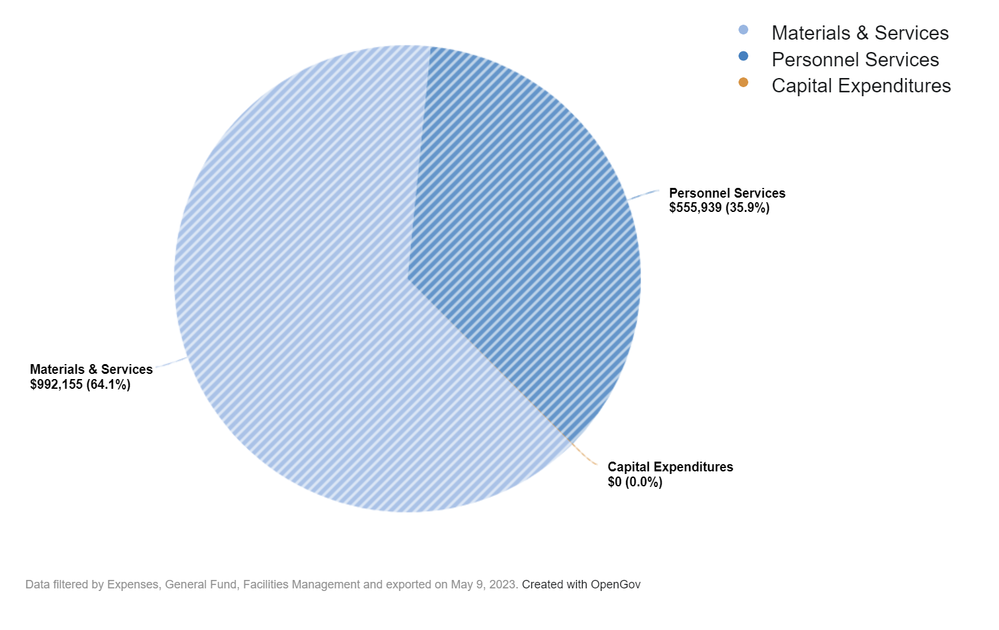 Materials & Services
Personnel Services
Capital Expenditures
Personnel Services
$555,939 (35.9%)
Materials & Services
$992,155 (64.1%)
Capital Expenditures
$0 (0.0%)
Data filtered by Expenses, General Fund, Facilities Management and exported on May 9, 2023. Created with OpenGov